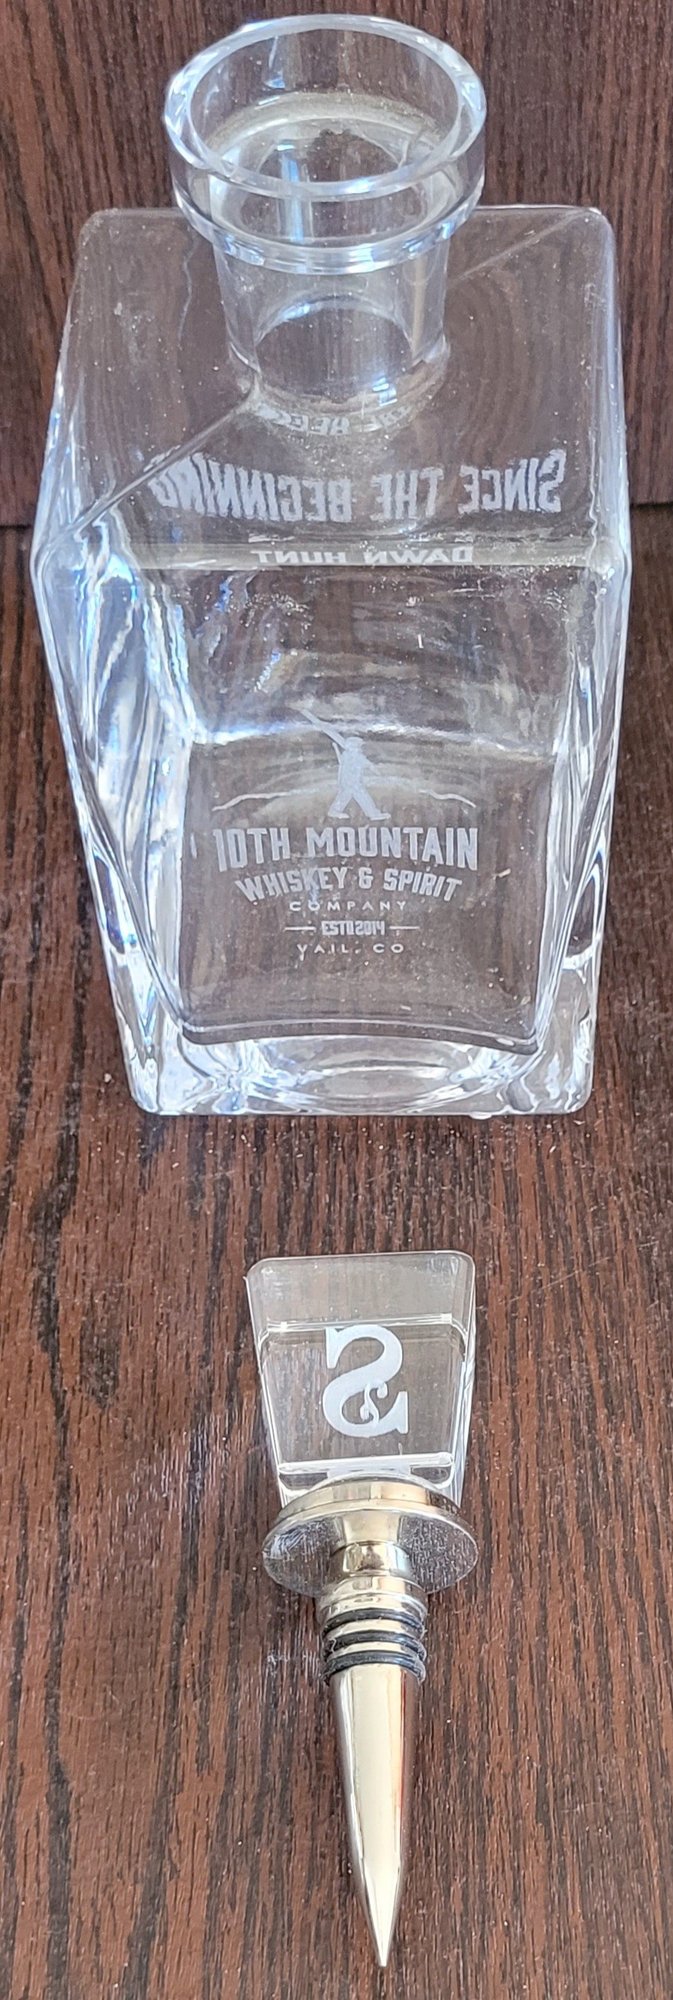 SINCE THE BEGINNING
DAWN HUNT
10TH MOUNTAIN
WHISKEY & SPIRIT
COMPANY
ESTD 2014
VAIL, CO
S